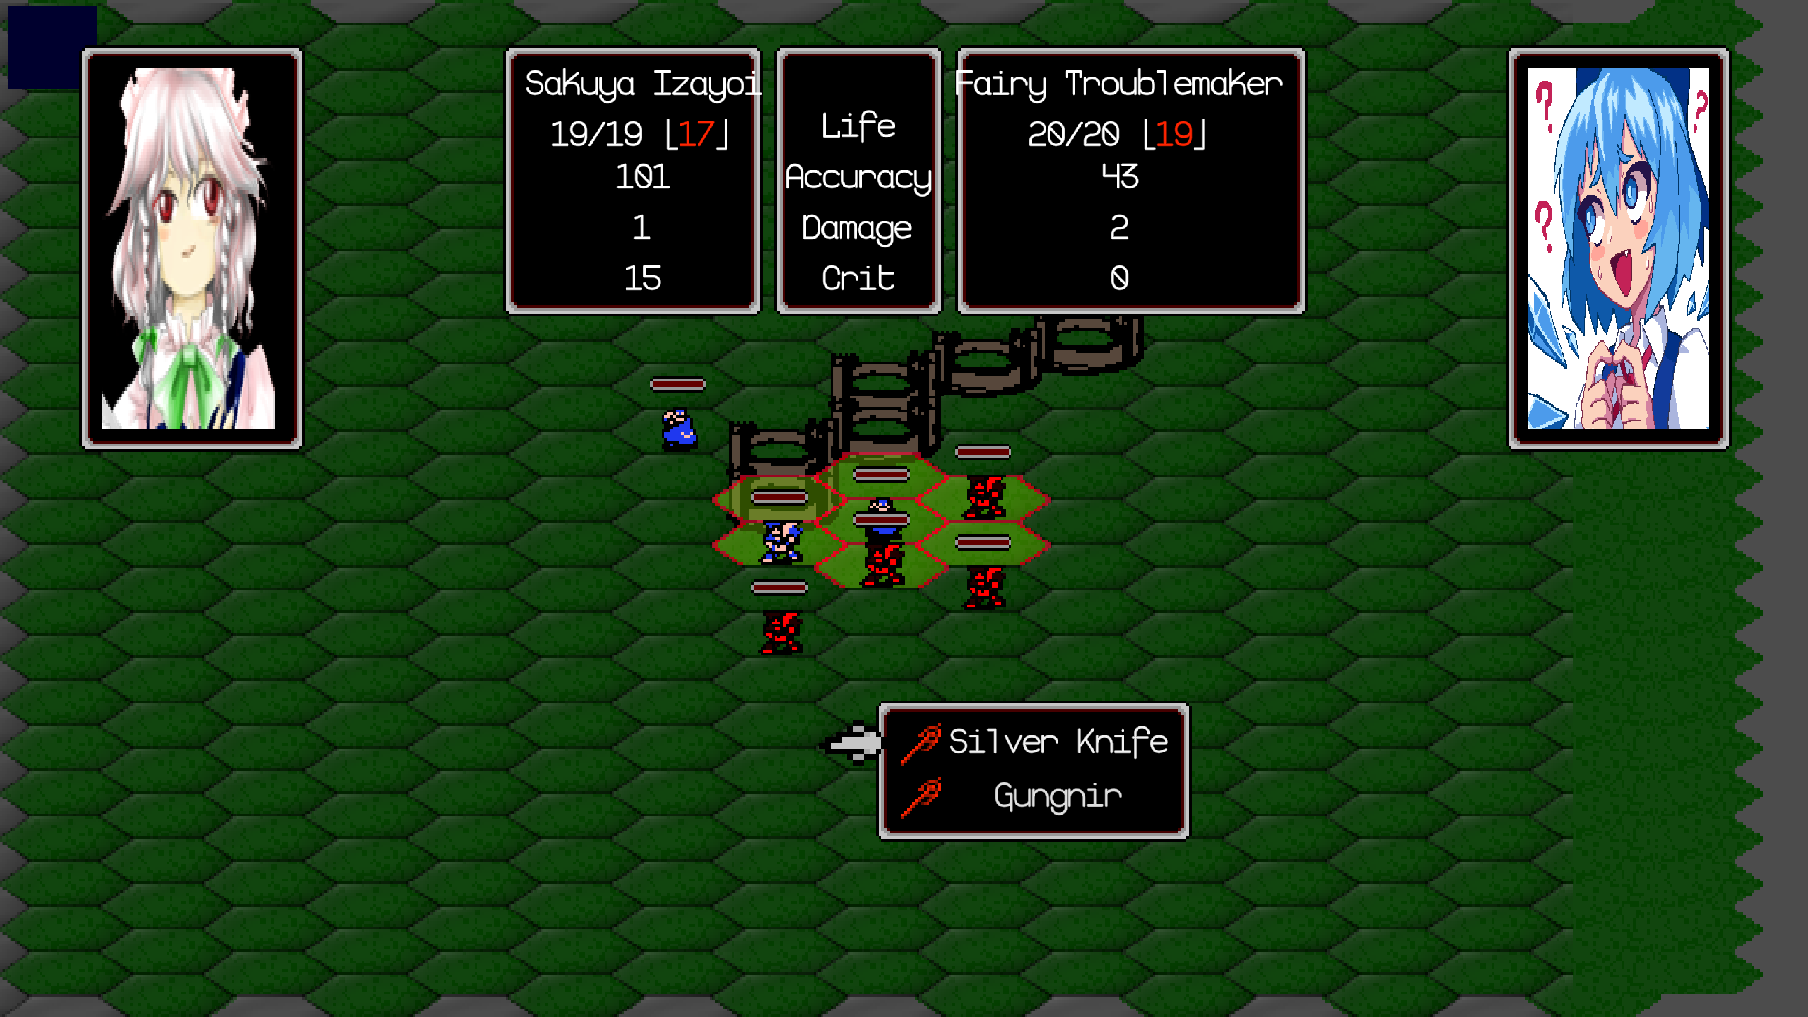 Sakuya Izayoi
19/19 [17]
101
1
15
Life
Accuracy
Damage
Crit
Fairy Troublemaker
20/20 [19]
43
2
0
? ? ?
Silver Knife
Gungnir